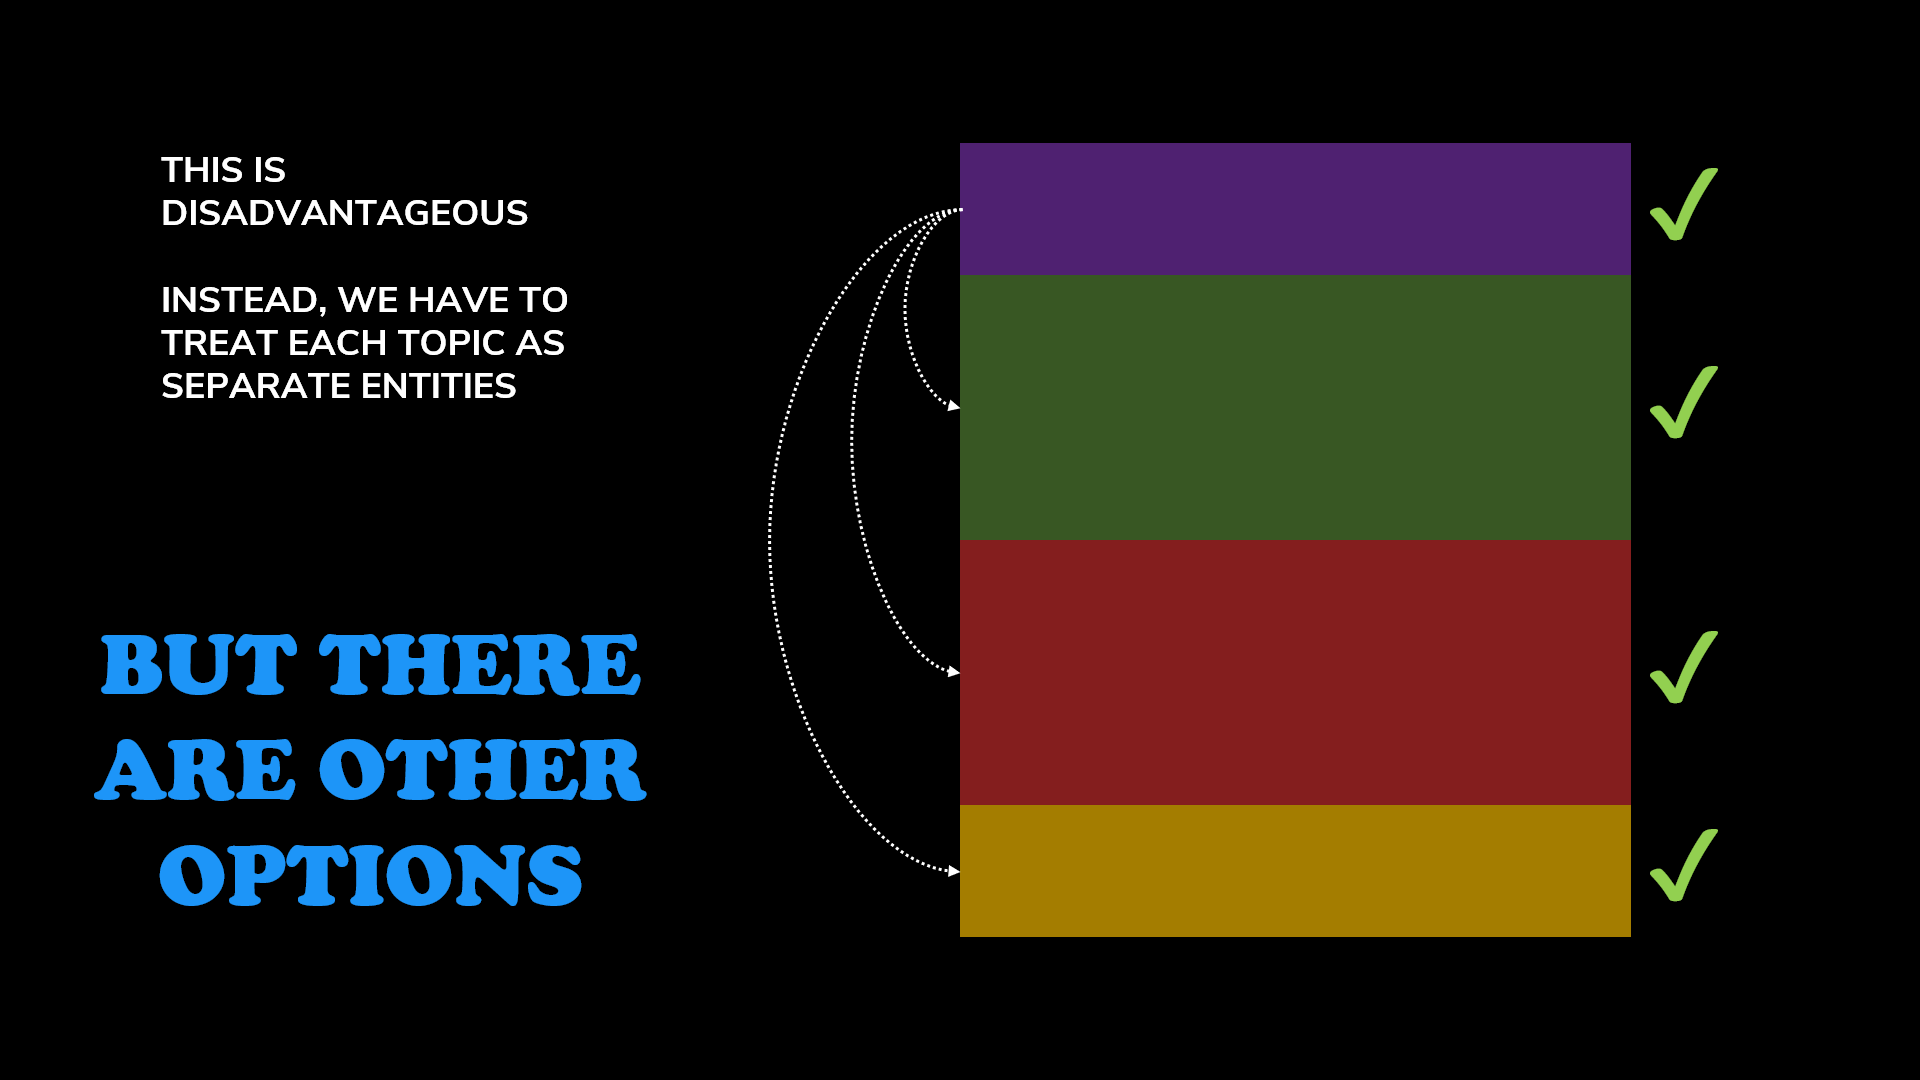 THIS IS
DISADVANTAGEOUS
INSTEAD, WE HAVE TO
TREAT EACH TOPIC AS
SEPARATE ENTITIES
BUT THERE
ARE OTHER
OPTIONS